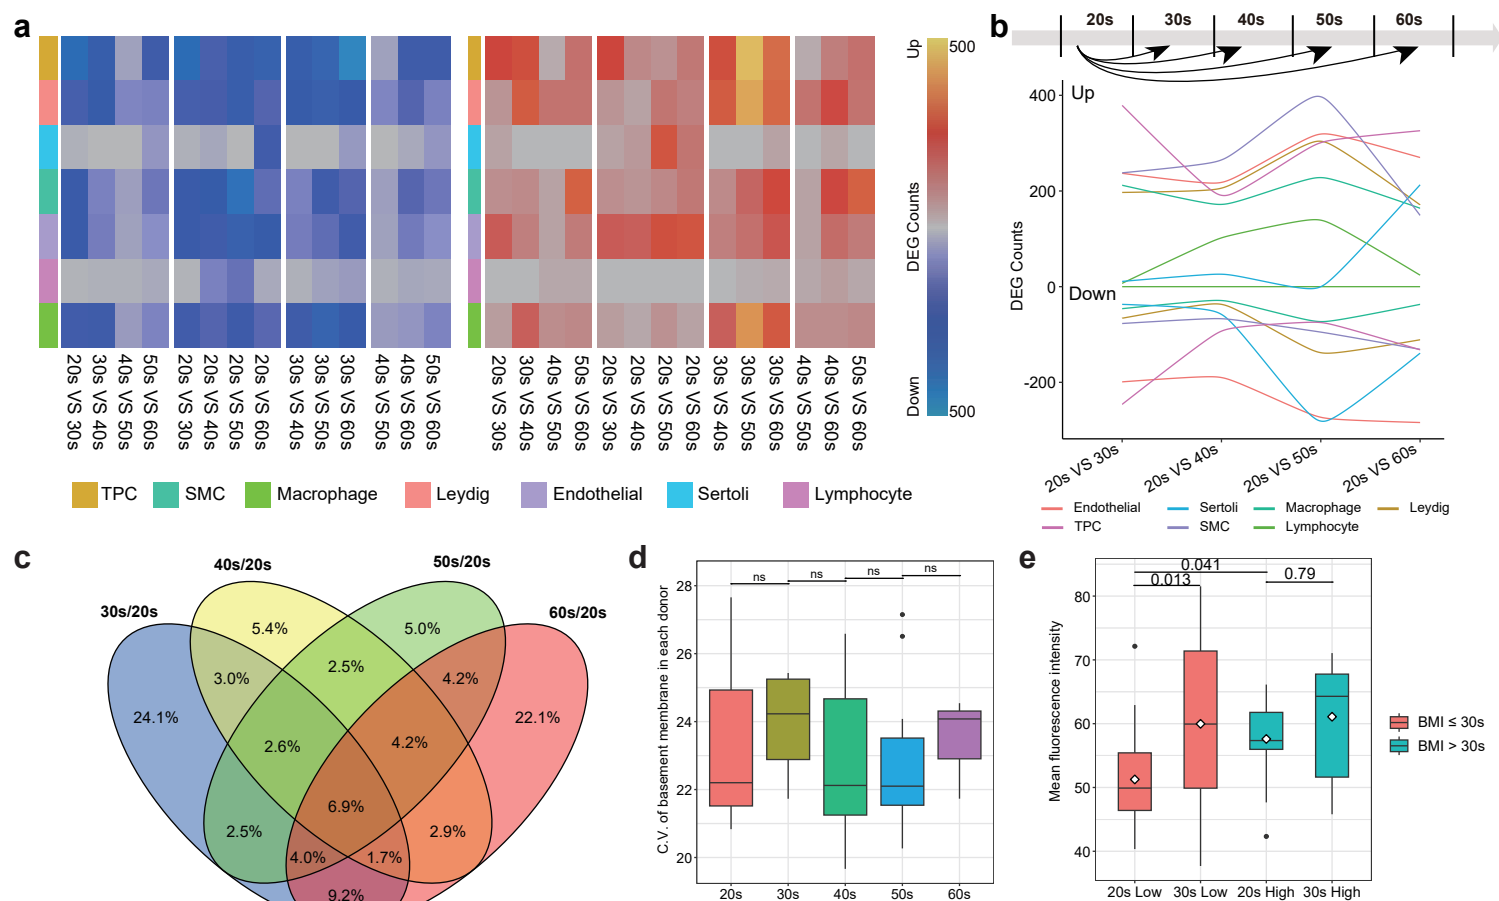 a
Up
500
DEG Counts
Down
500
20s VS 30s
30s VS 40s
40s VS 50s
50s VS 60s
20s VS 30s
20s VS 40s
20s VS 50s
20s VS 60s
30s VS 40s
30s VS 50s
30s VS 60s
40s VS 50s
40s VS 60s
50s VS 60s
20s VS 30s
30s VS 40s
40s VS 50s
50s VS 60s
20s VS 30s
20s VS 40s
20s VS 50s
20s VS 60s
30s VS 40s
30s VS 50s
30s VS 60s
40s VS 50s
40s VS 60s
50s VS 60s
TPC SMC Macrophage Leydig Endothelial Sertoli Lymphocyte
b
20s 30s 40s 50s 60s
Up
Down
DEG Counts
400
200
0
-200
20s VS 30s
20s VS 40s
20s VS 50s
20s VS 60s
Endothelial Sertoli Macrophage Leydig
TPC SMC Lymphocyte
c
30s/20s
40s/20s
50s/20s
60s/20s
5.4% 5.0%
3.0% 2.5% 4.2%
24.1% 2.6% 4.2% 22.1%
6.9%
2.5% 2.9%
4.0% 1.7%
9.2%
d
C.V. of basement membrane in each donor
28
26
24
22
20
ns ns ns ns
20s 30s 40s 50s 60s
e
Mean fluorescence intensity
80
70
60
50
40
0.041
0.013 0.79
20s Low 30s Low 20s High 30s High
BMI ≤ 30s
BMI > 30s